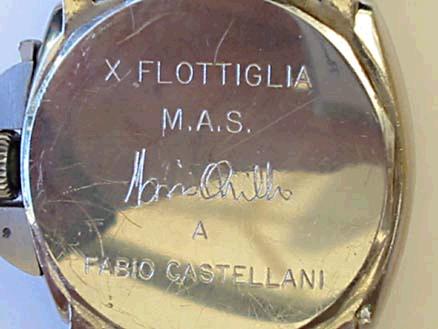 X FLOTTIGLIA
M.A.S.
A
FABIO CASTELLANI